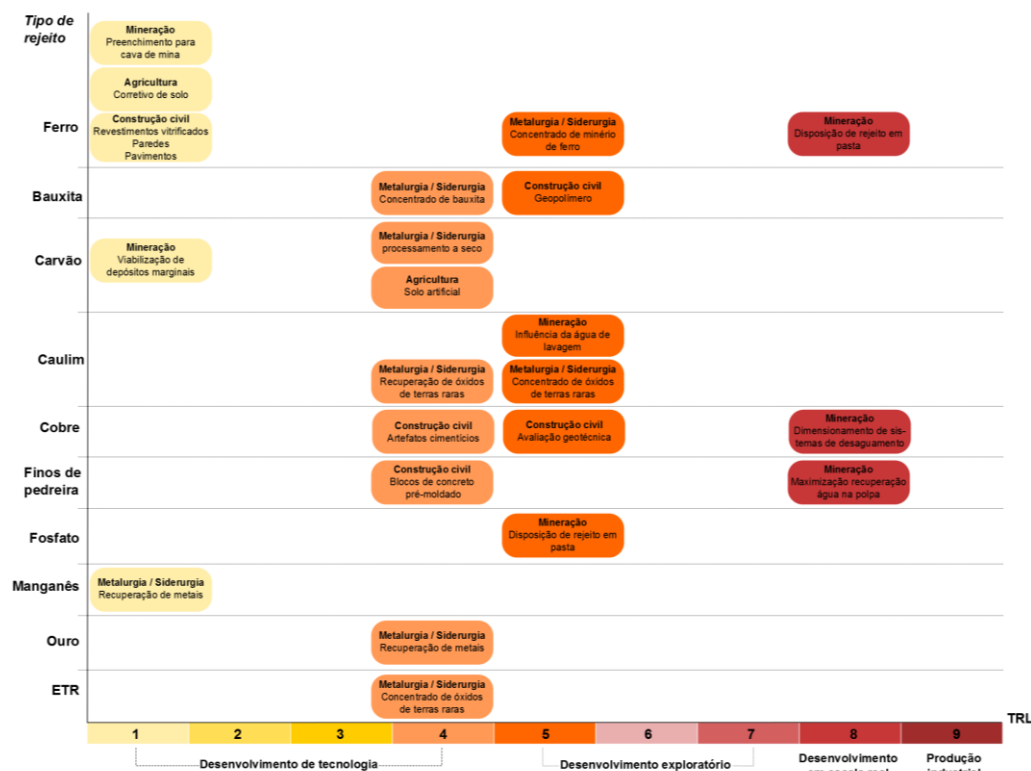 Tipo de
rejeito
Mineração
Preenchimento para
cava de mina
Agricultura
Corretivo de solo
Ferro
Construção civil
Revestimentos vitrificados
Paredes
Pavimentos
Metalurgia / Siderurgia
Concentrado de minério
de ferro
Mineração
Disposição de rejeito em
pasta
Bauxita
Metalurgia / Siderurgia
Concentrado de bauxita
Construção civil
Geopolímero
Carvão
Mineração
Viabilização de
depósitos marginais
Metalurgia / Siderurgia
processamento a seco
Agricultura
Solo artificial
Caulim
Mineração
Influência da água de
lavagem
Metalurgia / Siderurgia
Recuperação de óxidos
de terras raras
Metalurgia / Siderurgia
Concentrado de óxidos
de terras raras
Cobre
Construção civil
Artefatos cimentícios
Construção civil
Avaliação geotécnica
Mineração
Dimensionamento de sis-
temas de desaguamento
Finos de
pedreira
Construção civil
Blocos de concreto
pré-moldado
Mineração
Maximização recuperação
água na polpa
Fosfato
Mineração
Disposição de rejeito em
pasta
Manganês
Metalurgia / Siderurgia
Recuperação de metais
Ouro
Metalurgia / Siderurgia
Recuperação de metais
ETR
Metalurgia / Siderurgia
Concentrado de óxidos
de terras raras
TRL
1 2 3 4 5 6 7 8 9
Desenvolvimento de tecnologia
Desenvolvimento exploratório
Desenvolvimento
em escala real
Produção
industrial